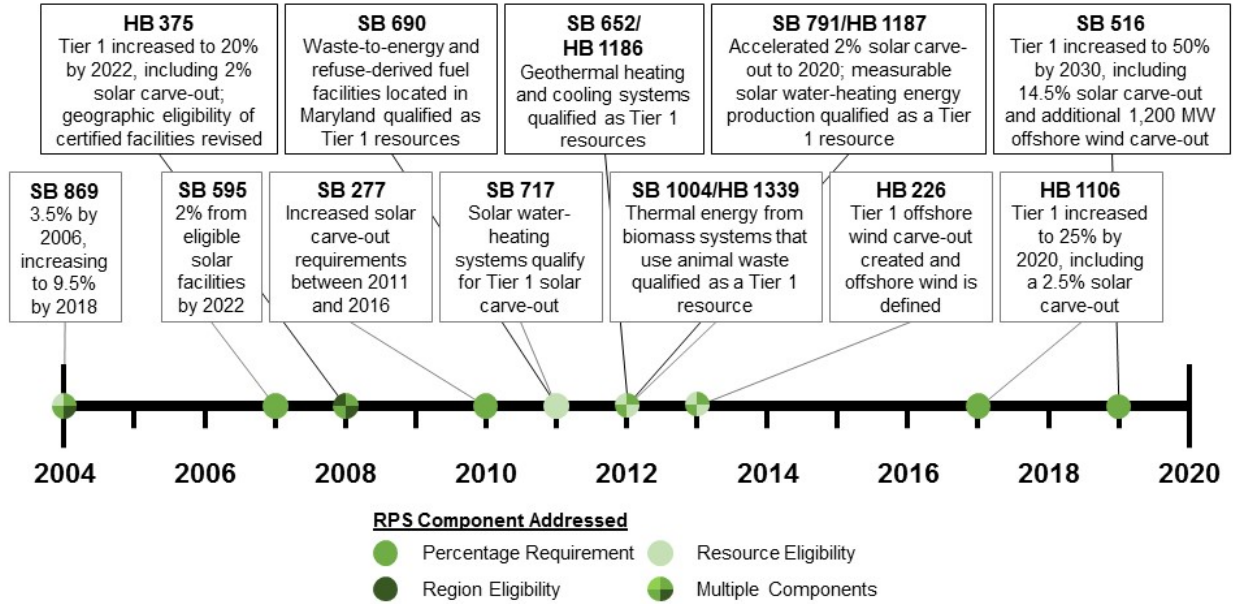 HB 375
Tier 1 increased to 20%
by 2022, including 2%
solar carve-out;
geographic eligibility of
certified facilities revised
SB 690
Waste-to-energy and
refuse-derived fuel
facilities located in
Maryland qualified as
Tier 1 resources
SB 652/
HB 1186
Geothermal heating
and cooling systems
qualified as Tier 1
resources
SB 791/HB 1187
Accelerated 2% solar carve-
out to 2020; measurable
solar water-heating energy
production qualified as a Tier
1 resource
SB 516
Tier 1 increased to 50%
by 2030, including
14.5% solar carve-out
and additional 1,200 MW
offshore wind carve-out
SB 869
3.5% by
2006,
increasing
to 9.5%
by 2018
SB 595
2% from
eligible
solar
facilities
by 2022
SB 277
Increased solar
carve-out
requirements
between 2011
and 2016
SB 717
Solar water-
heating
systems qualify
for Tier 1 solar
carve-out
SB 1004/HB 1339
Thermal energy from
biomass systems that
use animal waste
qualified as a Tier 1
resource
HB 226
Tier 1 offshore
wind carve-out
created and
offshore wind is
defined
HB 1106
Tier 1 increased
to 25% by
2020, including
a 2.5% solar
carve-out
2004 2006 2008 2010 2012 2014 2016 2018 2020
RPS Component Addressed
Percentage Requirement
Resource Eligibility
Region Eligibility
Multiple Components